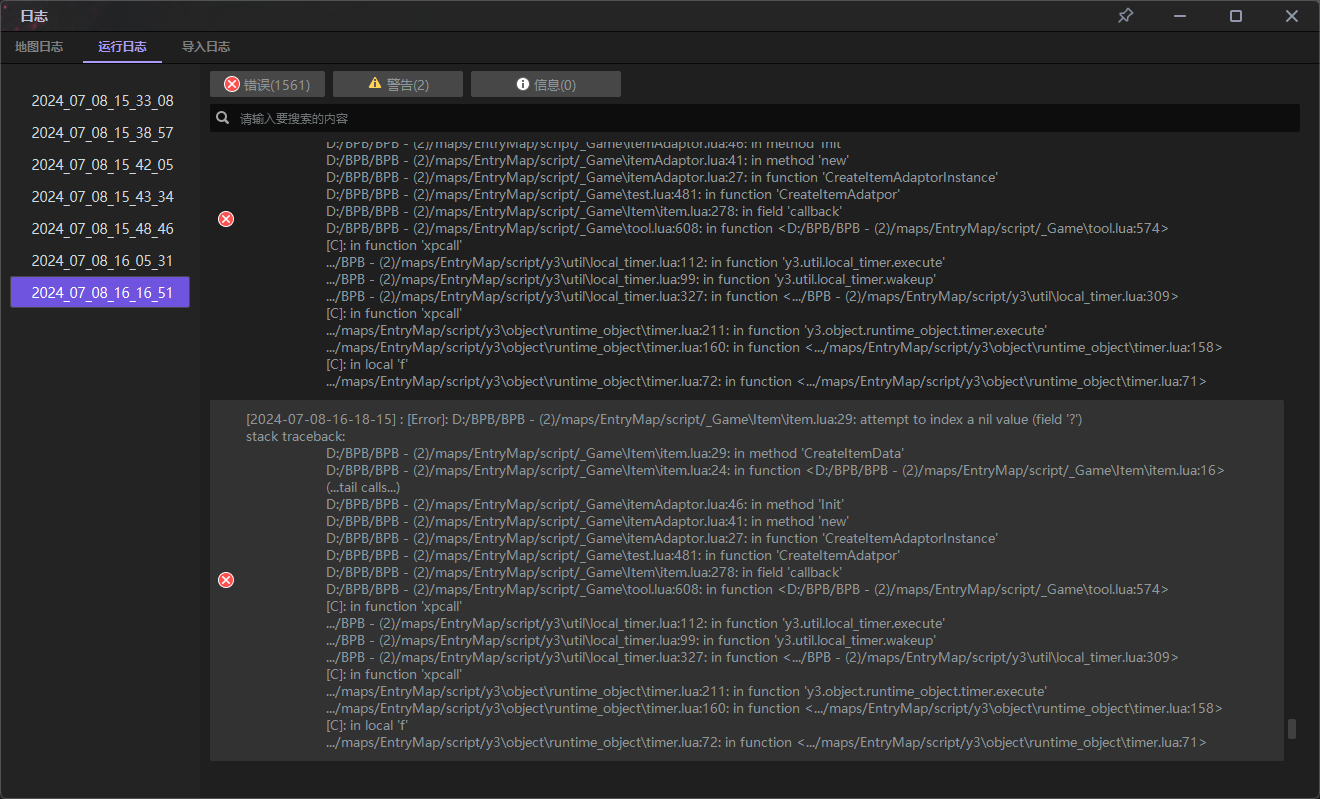 日志
地图日志 运行日志 导入日志
错误(1561) 警告(2) 信息(0)
请输入要搜索的内容
2024_07_08_15_33_08
2024_07_08_15_38_57
2024_07_08_15_42_05
2024_07_08_15_43_34
2024_07_08_15_48_46
2024_07_08_16_05_31
2024_07_08_16_16_51
D:/BPB/BPB - (2)/maps/EntryMap/script/_Game\itemAdaptor.lua:46: in method 'Init'
D:/BPB/BPB - (2)/maps/EntryMap/script/_Game\itemAdaptor.lua:41: in method 'new'
D:/BPB/BPB - (2)/maps/EntryMap/script/_Game\itemAdaptor.lua:27: in function 'CreateItemAdaptorInstance'
D:/BPB/BPB - (2)/maps/EntryMap/script/_Game\test.lua:481: in function 'CreateItemAdatpor'
D:/BPB/BPB - (2)/maps/EntryMap/script/_Game\Item\item.lua:278: in field 'callback'
D:/BPB/BPB - (2)/maps/EntryMap/script/_Game\tool.lua:608: in function <D:/BPB/BPB - (2)/maps/EntryMap/script/_Game\tool.lua:574>
[C]: in function 'xpcall'
.../BPB - (2)/maps/EntryMap/script/y3\util\local_timer.lua:112: in function 'y3.util.local_timer.execute'
.../BPB - (2)/maps/EntryMap/script/y3\util\local_timer.lua:99: in function 'y3.util.local_timer.wakeup'
.../BPB - (2)/maps/EntryMap/script/y3\util\local_timer.lua:327: in function <.../BPB - (2)/maps/EntryMap/script/y3\util\local_timer.lua:309>
[C]: in function 'xpcall'
.../maps/EntryMap/script/y3\object\runtime_object\timer.lua:211: in function 'y3.object.runtime_object.timer.execute'
.../maps/EntryMap/script/y3\object\runtime_object\timer.lua:160: in function <.../maps/EntryMap/script/y3\object\runtime_object\timer.lua:158>
[C]: in local 'f'
.../maps/EntryMap/script/y3\object\runtime_object\timer.lua:72: in function <.../maps/EntryMap/script/y3\object\runtime_object\timer.lua:71>
[2024-07-08-16-18-15] : [Error]: D:/BPB/BPB - (2)/maps/EntryMap/script/_Game\Item\item.lua:29: attempt to index a nil value (field '?')
stack traceback:
D:/BPB/BPB - (2)/maps/EntryMap/script/_Game\Item\item.lua:29: in method 'CreateItemData'
D:/BPB/BPB - (2)/maps/EntryMap/script/_Game\Item\item.lua:24: in function <D:/BPB/BPB - (2)/maps/EntryMap/script/_Game\Item\item.lua:16>
(...tail calls...)
D:/BPB/BPB - (2)/maps/EntryMap/script/_Game\itemAdaptor.lua:46: in method 'Init'
D:/BPB/BPB - (2)/maps/EntryMap/script/_Game\itemAdaptor.lua:41: in method 'new'
D:/BPB/BPB - (2)/maps/EntryMap/script/_Game\itemAdaptor.lua:27: in function 'CreateItemAdaptorInstance'
D:/BPB/BPB - (2)/maps/EntryMap/script/_Game\test.lua:481: in function 'CreateItemAdatpor'
D:/BPB/BPB - (2)/maps/EntryMap/script/_Game\Item\item.lua:278: in field 'callback'
D:/BPB/BPB - (2)/maps/EntryMap/script/_Game\tool.lua:608: in function <D:/BPB/BPB - (2)/maps/EntryMap/script/_Game\tool.lua:574>
[C]: in function 'xpcall'
.../BPB - (2)/maps/EntryMap/script/y3\util\local_timer.lua:112: in function 'y3.util.local_timer.execute'
.../BPB - (2)/maps/EntryMap/script/y3\util\local_timer.lua:99: in function 'y3.util.local_timer.wakeup'
.../BPB - (2)/maps/EntryMap/script/y3\util\local_timer.lua:327: in function <.../BPB - (2)/maps/EntryMap/script/y3\util\local_timer.lua:309>
[C]: in function 'xpcall'
.../maps/EntryMap/script/y3\object\runtime_object\timer.lua:211: in function 'y3.object.runtime_object.timer.execute'
.../maps/EntryMap/script/y3\object\runtime_object\timer.lua:160: in function <.../maps/EntryMap/script/y3\object\runtime_object\timer.lua:158>
[C]: in local 'f'
.../maps/EntryMap/script/y3\object\runtime_object\timer.lua:72: in function <.../maps/EntryMap/script/y3\object\runtime_object\timer.lua:71>